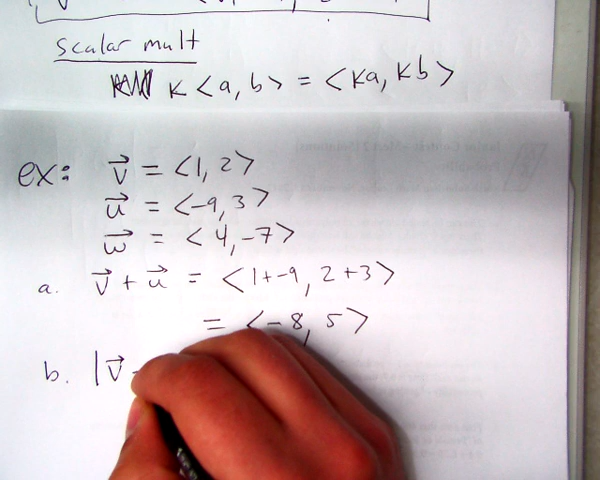 scalar mult
k <a, b> = <ka, kb>
ex: v⃗ = <1, 2>
u⃗ = <-9, 3>
w⃗ = <4, -7>
a. v⃗ + u⃗ = <1+-9, 2+3>
= <-8, 5>
b. |v⃗ -